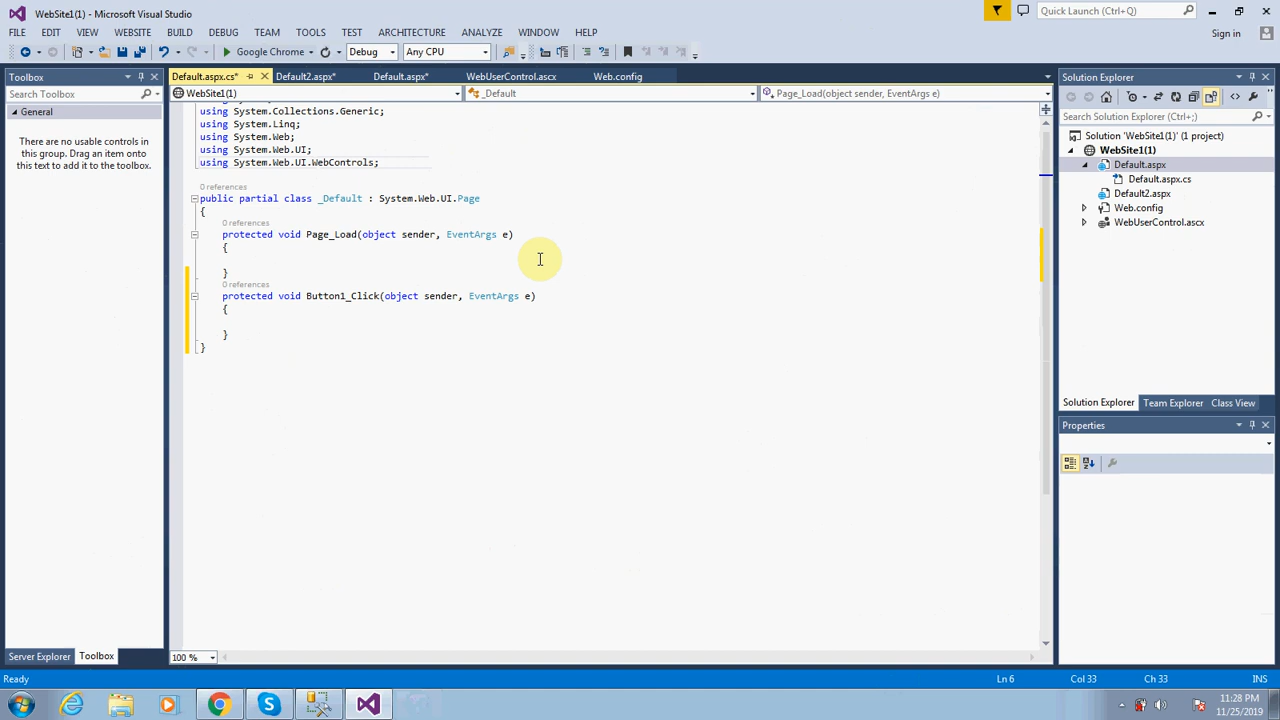 WebSite1(1) - Microsoft Visual Studio
Quick Launch (Ctrl+Q)
FILE EDIT VIEW WEBSITE BUILD DEBUG TEAM TOOLS TEST ARCHITECTURE ANALYZE WINDOW HELP
Sign in
Google Chrome Debug Any CPU
Toolbox
Search Toolbox
General
There are no usable controls in
this group. Drag an item onto
this text to add it to the toolbox.
Server Explorer Toolbox
Default.aspx.cs* Default2.aspx* Default.aspx* WebUserControl.ascx Web.config
WebSite1(1) _Default Page_Load(object sender, EventArgs e)
using System.Collections.Generic;
using System.Linq;
using System.Web;
using System.Web.UI;
using System.Web.UI.WebControls;
0 references
public partial class _Default : System.Web.UI.Page
{
0 references
protected void Page_Load(object sender, EventArgs e)
{
}
0 references
protected void Button1_Click(object sender, EventArgs e)
{
}
}
100 %
Solution Explorer
Search Solution Explorer (Ctrl+;)
Solution 'WebSite1(1)' (1 project)
WebSite1(1)
Default.aspx
Default.aspx.cs
Default2.aspx
Web.config
WebUserControl.ascx
Solution Explorer Team Explorer Class View
Properties
Ready Ln 6 Col 33 Ch 33 INS
11:28 PM
11/25/2019